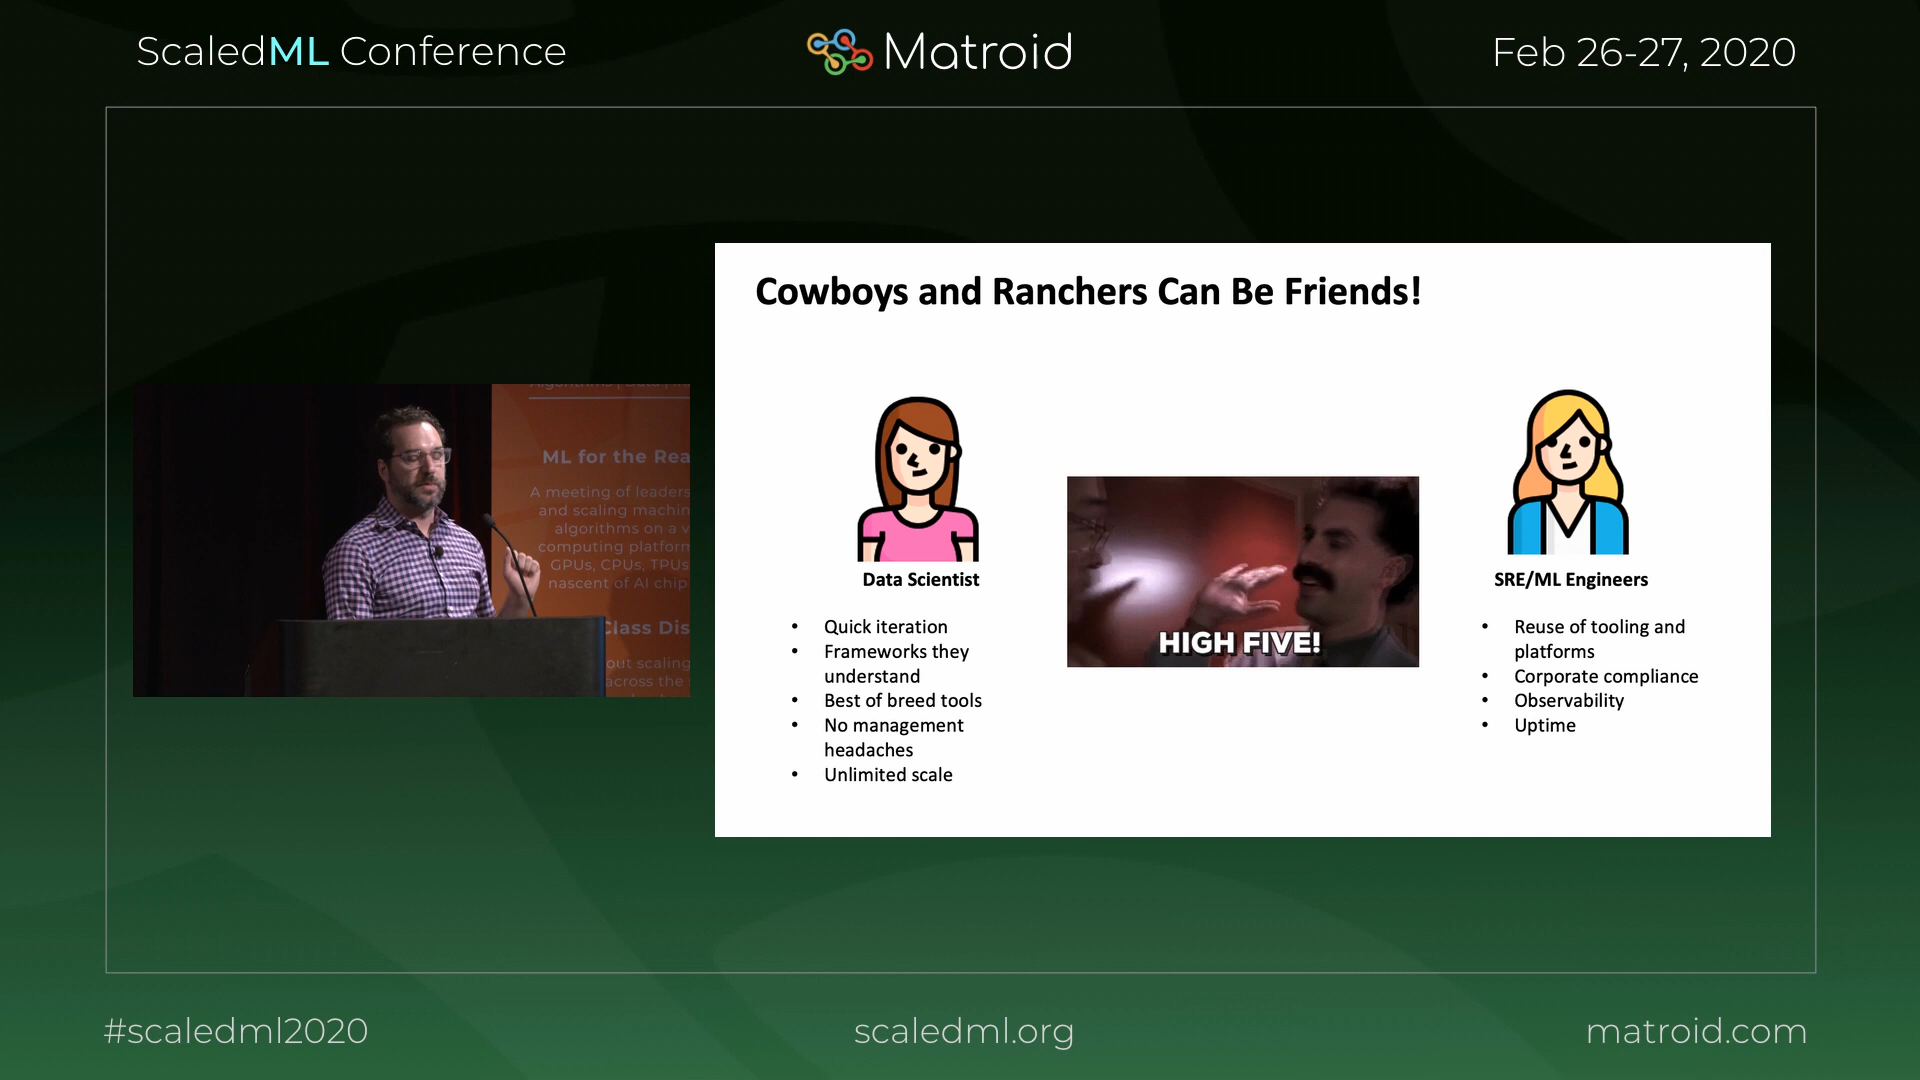 ScaledML Conference
Matroid
Feb 26-27, 2020
ML for the Rea
A meeting of leaders
and scaling machin
algorithms on a v
computing platform
GPUs, CPUs, TPUs
nascent of AI chip
Class Dis
out scaling
across the
Cowboys and Ranchers Can Be Friends!
HIGH FIVE!
Data Scientist
• Quick iteration
• Frameworks they
understand
• Best of breed tools
• No management
headaches
• Unlimited scale
SRE/ML Engineers
• Reuse of tooling and
platforms
• Corporate compliance
• Observability
• Uptime
#scaledml2020
scaledml.org
matroid.com